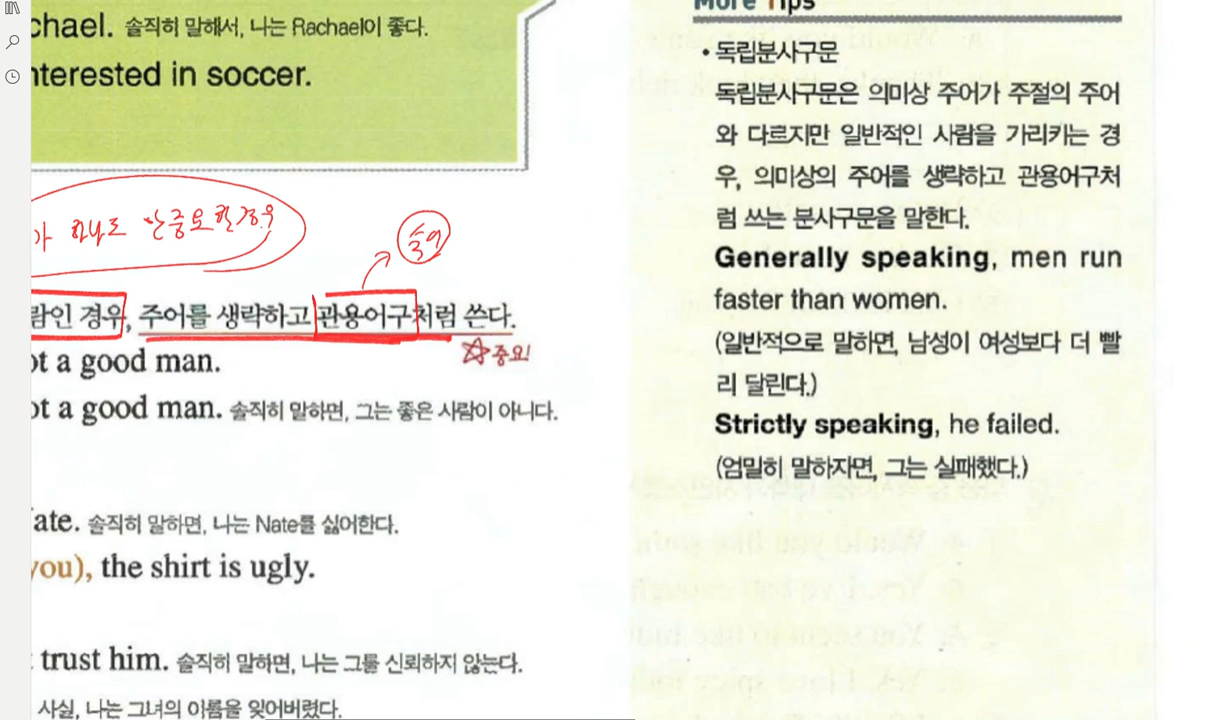 chael. 솔직히 말해서, 나는 Rachael이 좋다.
nterested in soccer.
가 하나도 안중요할경우
숙어
람인 경우, 주어를 생략하고 관용어구처럼 쓴다.
☆중요!
ot a good man.
ot a good man. 솔직히 말하면, 그는 좋은 사람이 아니다.
Nate. 솔직히 말하면, 나는 Nate를 싫어한다.
you), the shirt is ugly.
t trust him. 솔직히 말하면, 나는 그를 신뢰하지 않는다.
사실, 나는 그녀의 이름을 잊어버렸다.
More Tips
• 독립분사구문
독립분사구문은 의미상 주어가 주절의 주어
와 다르지만 일반적인 사람을 가리키는 경
우, 의미상의 주어를 생략하고 관용어구처
럼 쓰는 분사구문을 말한다.
Generally speaking, men run
faster than women.
(일반적으로 말하면, 남성이 여성보다 더 빨
리 달린다.)
Strictly speaking, he failed.
(엄밀히 말하자면, 그는 실패했다.)